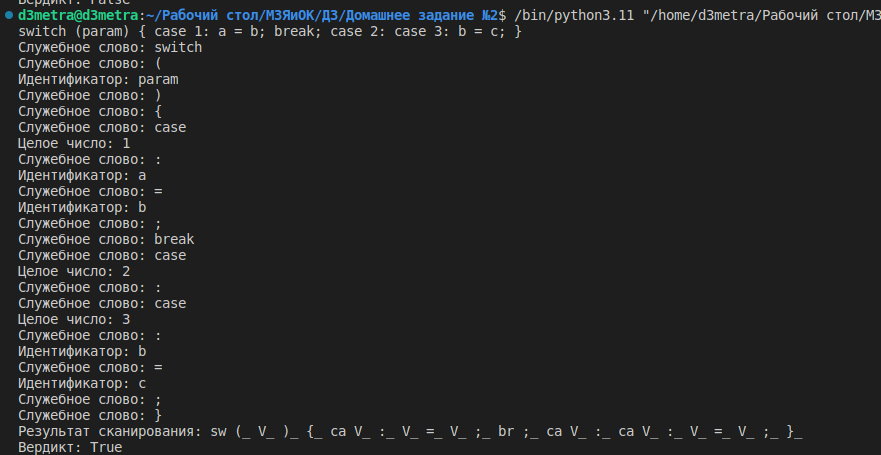 Вердикт: False
d3metra@d3metra:~/Рабочий стол/МЗЯиОК/ДЗ/Домашнее задание №2$ /bin/python3.11 "/home/d3metra/Рабочий стол/МЗ
switch (param) { case 1: a = b; break; case 2: case 3: b = c; }
Служебное слово: switch
Служебное слово: (
Идентификатор: param
Служебное слово: )
Служебное слово: {
Служебное слово: case
Целое число: 1
Служебное слово: :
Идентификатор: a
Служебное слово: =
Идентификатор: b
Служебное слово: ;
Служебное слово: break
Служебное слово: case
Целое число: 2
Служебное слово: :
Служебное слово: case
Целое число: 3
Служебное слово: :
Идентификатор: b
Служебное слово: =
Идентификатор: c
Служебное слово: ;
Служебное слово: }
Результат сканирования: sw (_ V_ )_ {_ ca V_ :_ V_ =_ V_ ;_ br ;_ ca V_ :_ ca V_ :_ V_ =_ V_ ;_ }_
Вердикт: True